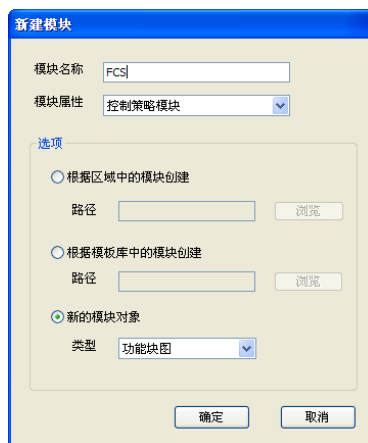 新建模块
模块名称 FCS
模块属性 控制策略模块
选项
根据区域中的模块创建
路径 浏览
根据模板库中的模块创建
路径 浏览
新的模块对象
类型 功能块图
确定 取消